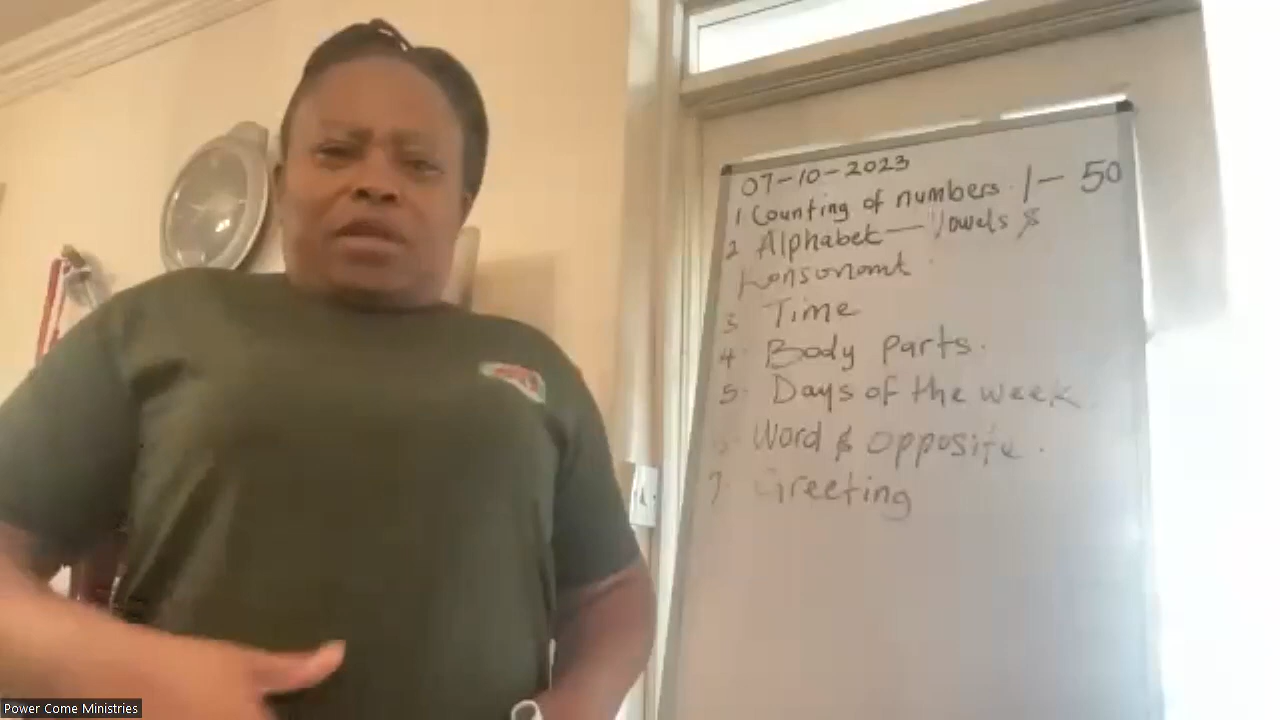 07-10-2023
1 Counting of numbers. 1 - 50
2 Alphabet - Vowels &
Konsonant
3 Time
4. Body Parts.
5. Days of the week.
Word & opposite.
7. Greeting
Power Come Ministries